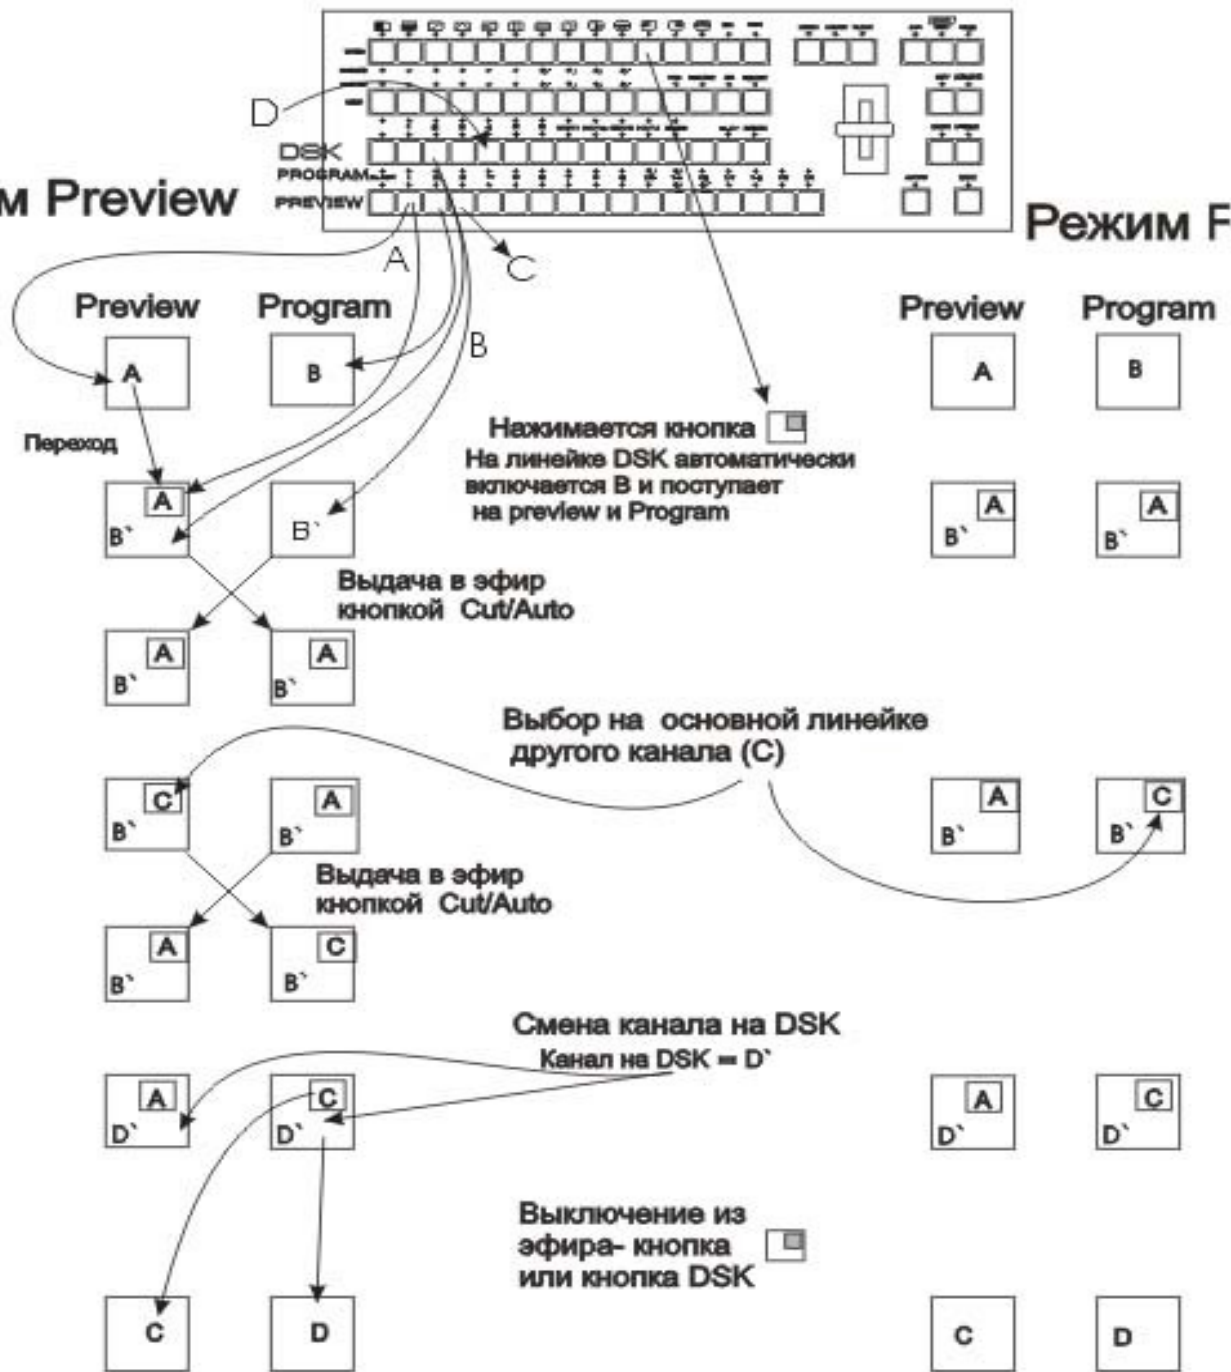 D
DSK
PROGRAM
PREVIEW
м Preview
Режим F
A
C
B
Preview Program
Preview Program
A B
A B
Переход
Нажимается кнопка
На линейке DSK автоматически
включается B и поступает
на preview и Program
A
B`
B`
A
B`
A
B`
Выдача в эфир
кнопкой Cut/Auto
A
B`
A
B`
Выбор на основной линейке
другого канала (C)
C
B`
A
B`
A
B`
C
B`
Выдача в эфир
кнопкой Cut/Auto
A
B`
C
B`
Смена канала на DSK
Канал на DSK = D`
A
D`
C
D`
A
D`
C
D`
Выключение из
эфира- кнопка
или кнопка DSK
C D
C D